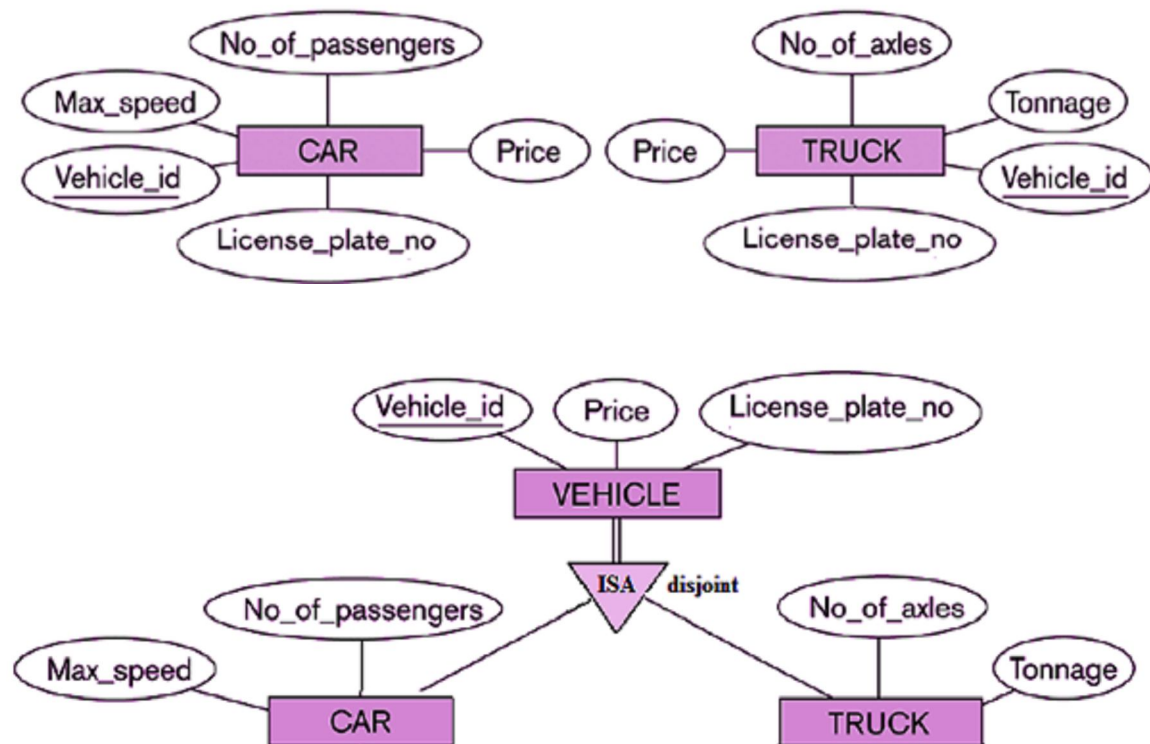 No_of_passengers
No_of_axles
Max_speed
Tonnage
CAR
Price
Price
TRUCK
Vehicle_id
Vehicle_id
License_plate_no
License_plate_no
Vehicle_id
Price
License_plate_no
VEHICLE
ISA
disjoint
No_of_passengers
No_of_axles
Max_speed
Tonnage
CAR
TRUCK